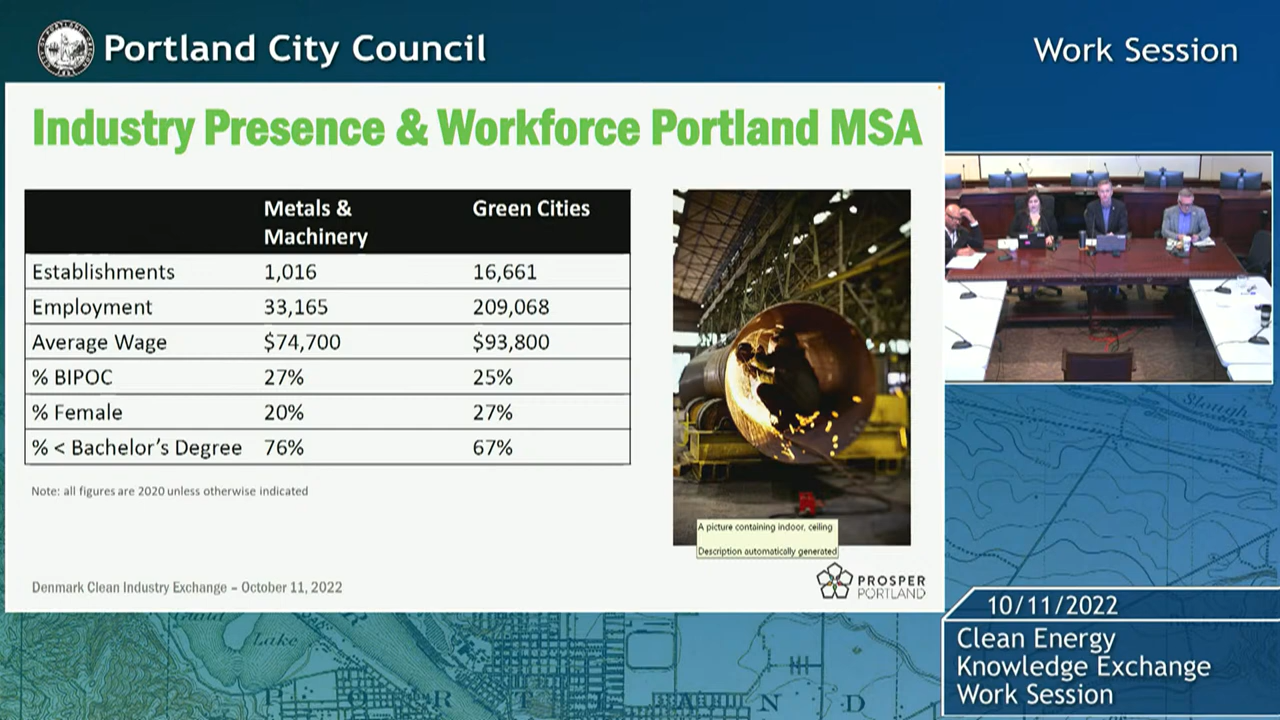 Portland City Council
Work Session
Industry Presence & Workforce Portland MSA
Metals & Machinery Green Cities
Establishments 1,016 16,661
Employment 33,165 209,068
Average Wage $74,700 $93,800
% BIPOC 27% 25%
% Female 20% 27%
% < Bachelor's Degree 76% 67%
Note: all figures are 2020 unless otherwise indicated
A picture containing indoor, ceiling
Description automatically generated
Denmark Clean Industry Exchange – October 11, 2022
PROSPER
PORTLAND
Slough
10/11/2022
Clean Energy
Knowledge Exchange
Work Session
Guild
Lake
P O R T L A N D